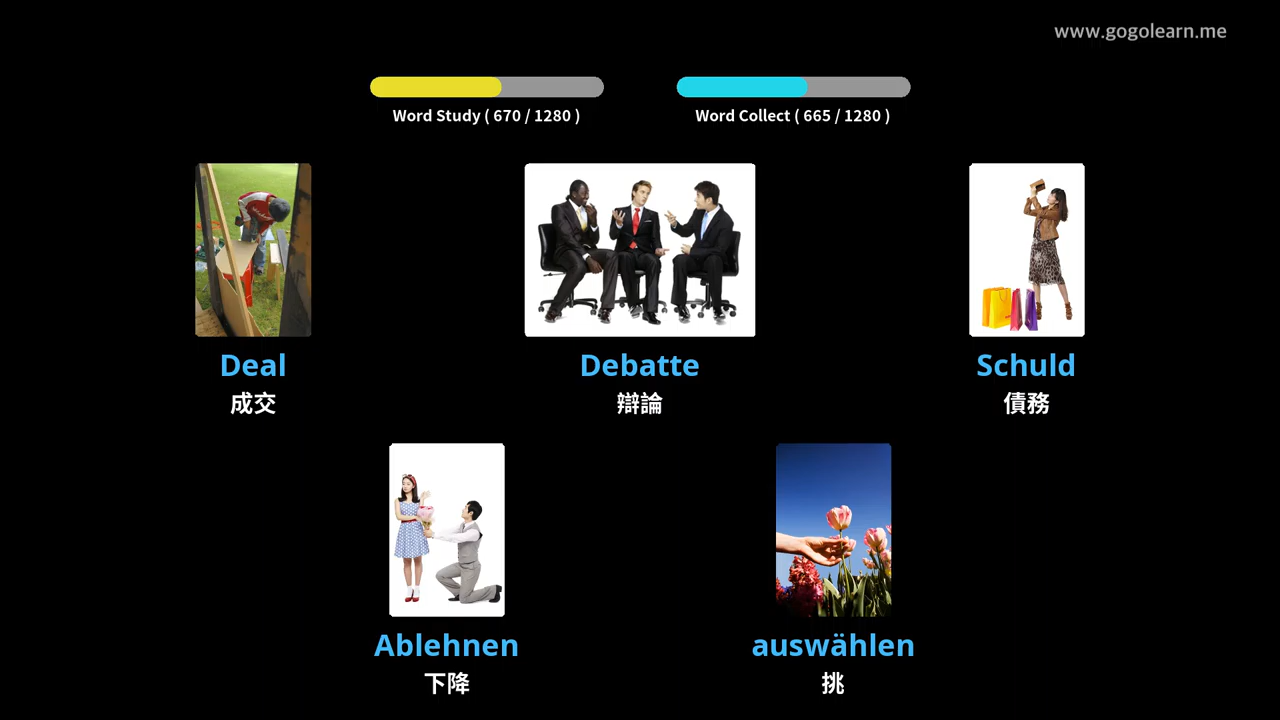 www.gogolearn.me
Word Study ( 670 / 1280 )
Word Collect ( 665 / 1280 )
Deal
成交
Debatte
辯論
Schuld
債務
Ablehnen
下降
auswählen
挑